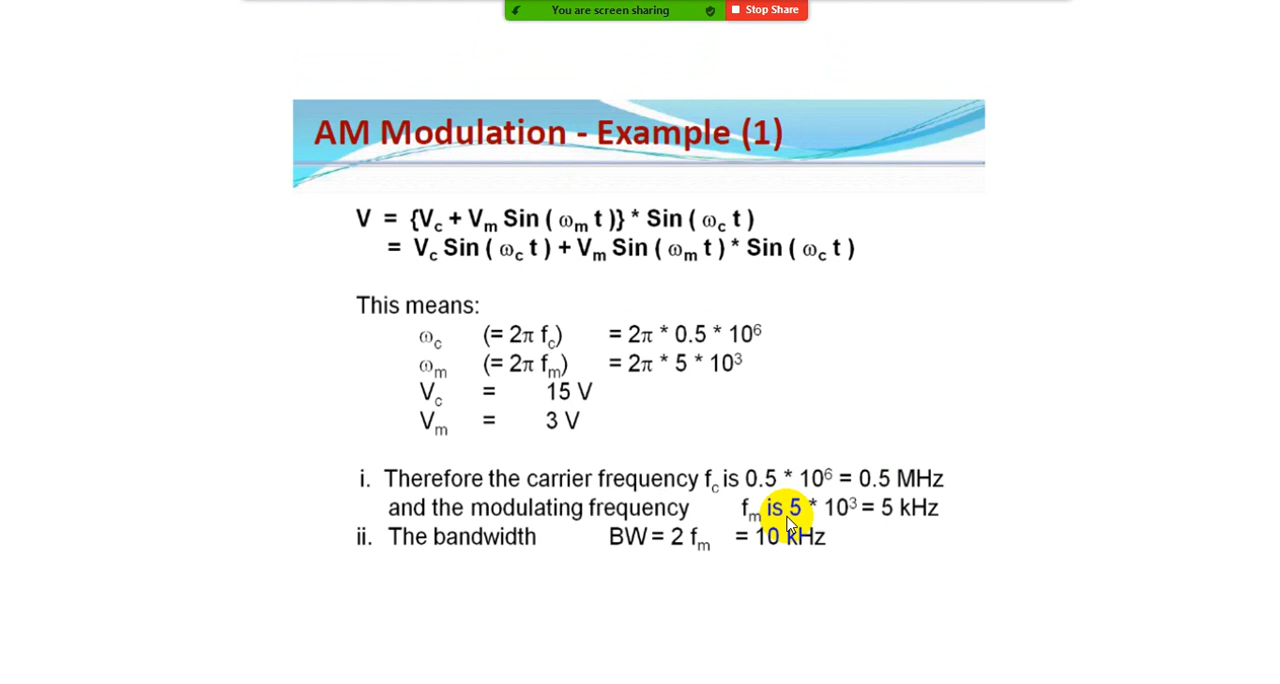 You are screen sharing Stop Share
AM Modulation - Example (1)
V = {Vc + Vm Sin ( ωm t )} * Sin ( ωc t )
= Vc Sin ( ωc t ) + Vm Sin ( ωm t ) * Sin ( ωc t )
This means:
ωc (= 2π fc) = 2π * 0.5 * 10⁶
ωm (= 2π fm) = 2π * 5 * 10³
Vc = 15 V
Vm = 3 V
i. Therefore the carrier frequency fc is 0.5 * 10⁶ = 0.5 MHz
and the modulating frequency fm is 5 * 10³ = 5 kHz
ii. The bandwidth BW = 2 fm = 10 kHz